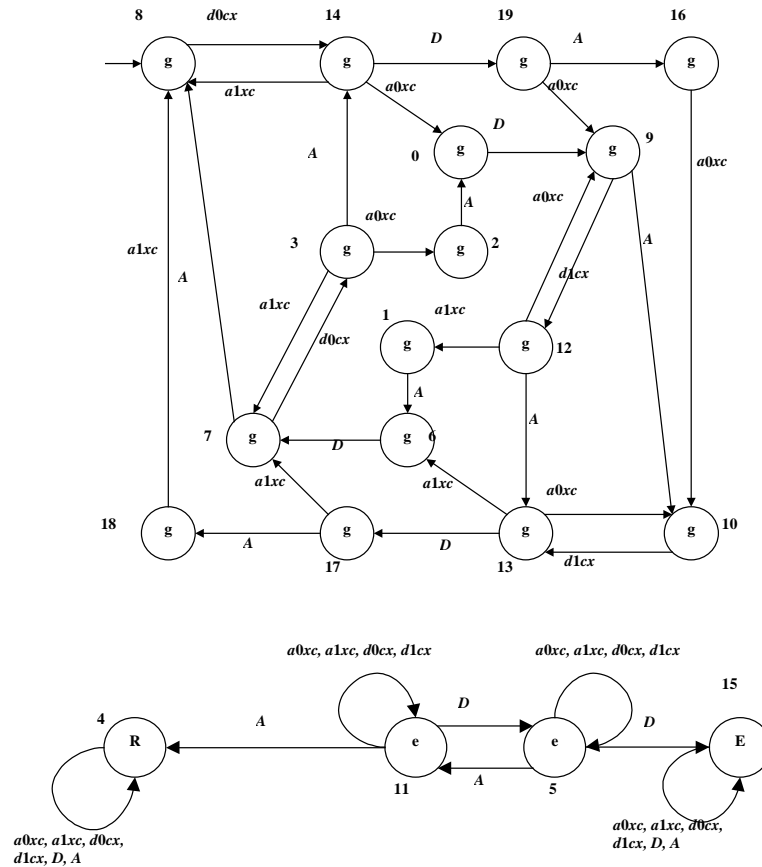 8 d0cx 14 19 16
D A
g g g g
a1xc a0xc a0xc
D 9
A 0 g g
a0xc a0xc A a0xc
3 g g 2
a1xc A a1xc d1cx
1 a1xc
d0cx g g 12
A A
7 g g 6
D
a1xc a1xc a0xc
18 g g g g 10
A D d1cx
17 13
a0xc, a1xc, d0cx, d1cx a0xc, a1xc, d0cx, d1cx
15
4 A D D
R e e E
A
11 5
a0xc, a1xc, d0cx,
d1cx, D, A
a0xc, a1xc, d0cx,
d1cx, D, A